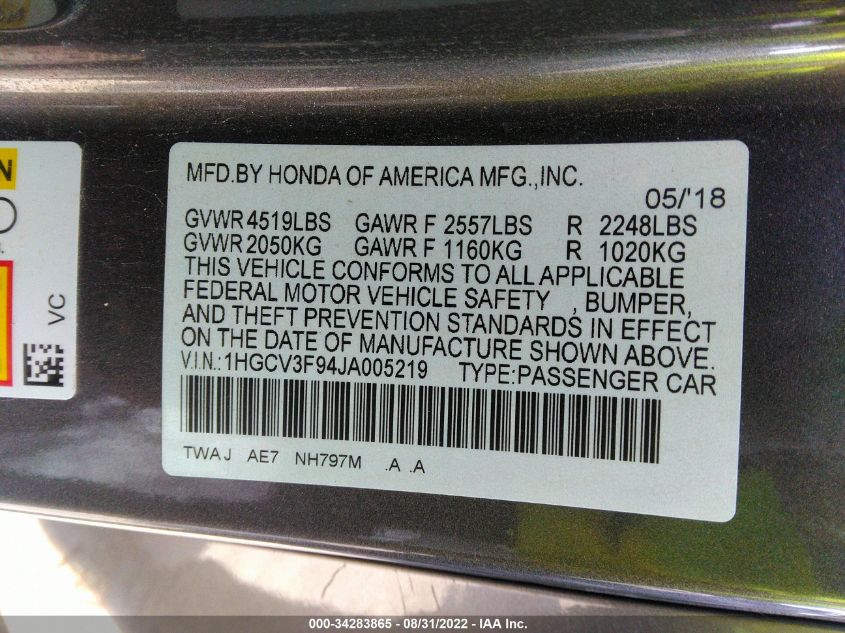 N
VC
MFD.BY HONDA OF AMERICA MFG.,INC.
05/'18
GVWR 4519LBS GAWR F 2557LBS R 2248LBS
GVWR 2050KG GAWR F 1160KG R 1020KG
THIS VEHICLE CONFORMS TO ALL APPLICABLE
FEDERAL MOTOR VEHICLE SAFETY , BUMPER,
AND THEFT PREVENTION STANDARDS IN EFFECT
ON THE DATE OF MANUFACTURE SHOWN ABOVE.
V.I.N.:1HGCV3F94JA005219 TYPE:PASSENGER CAR
TWAJ AE7 NH797M .A .A
000-34283865 - 08/31/2022 - IAA Inc.